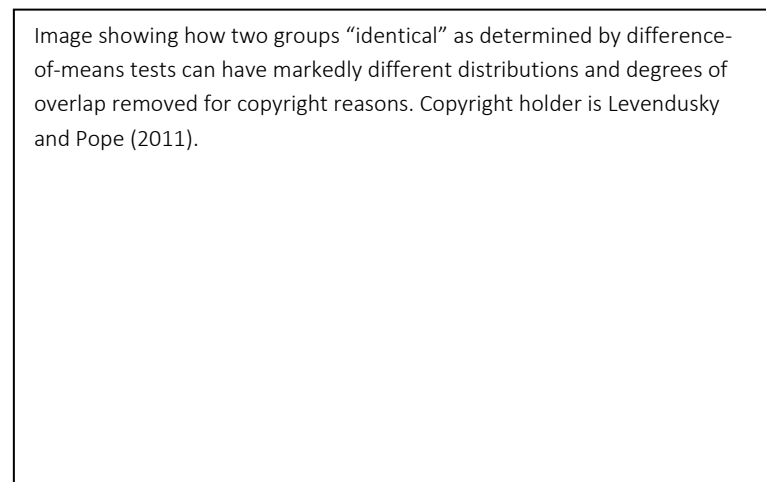 Image showing how two groups “identical” as determined by difference-
of-means tests can have markedly different distributions and degrees of
overlap removed for copyright reasons. Copyright holder is Levendusky
and Pope (2011).